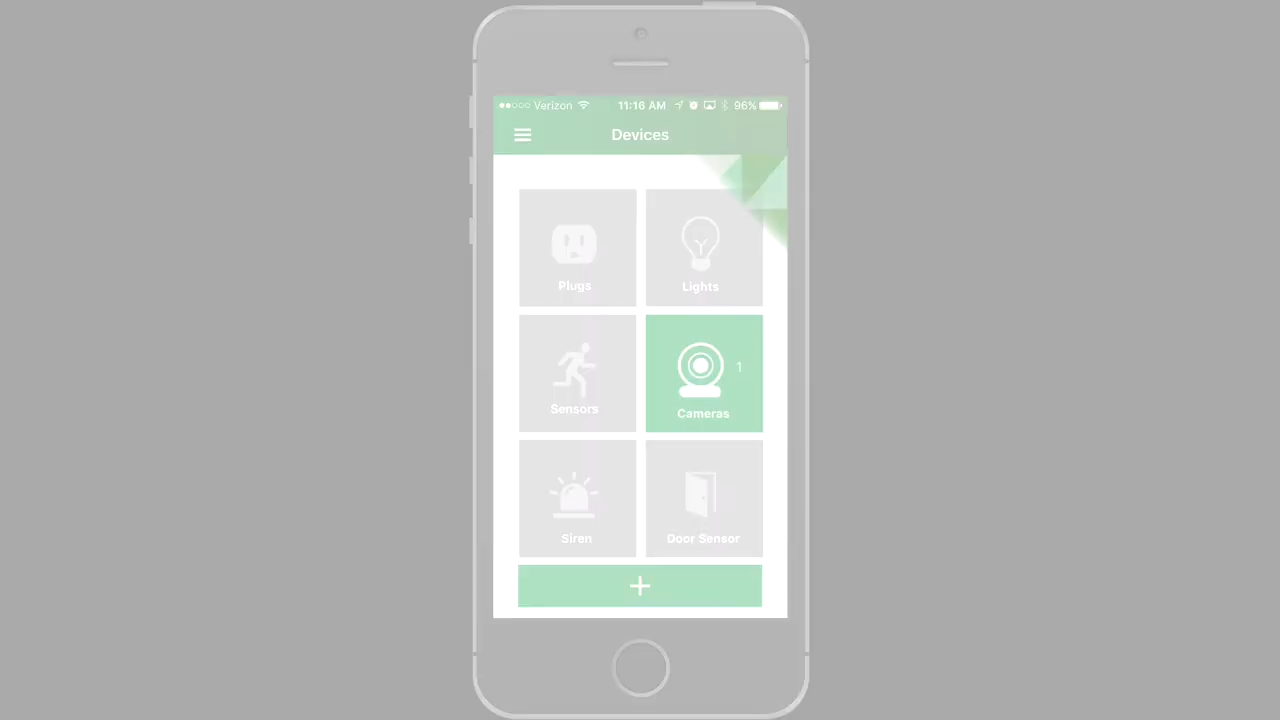 Verizon 11:16 AM 96%
Devices
Plugs Lights
1
Sensors Cameras
Siren Door Sensor
+